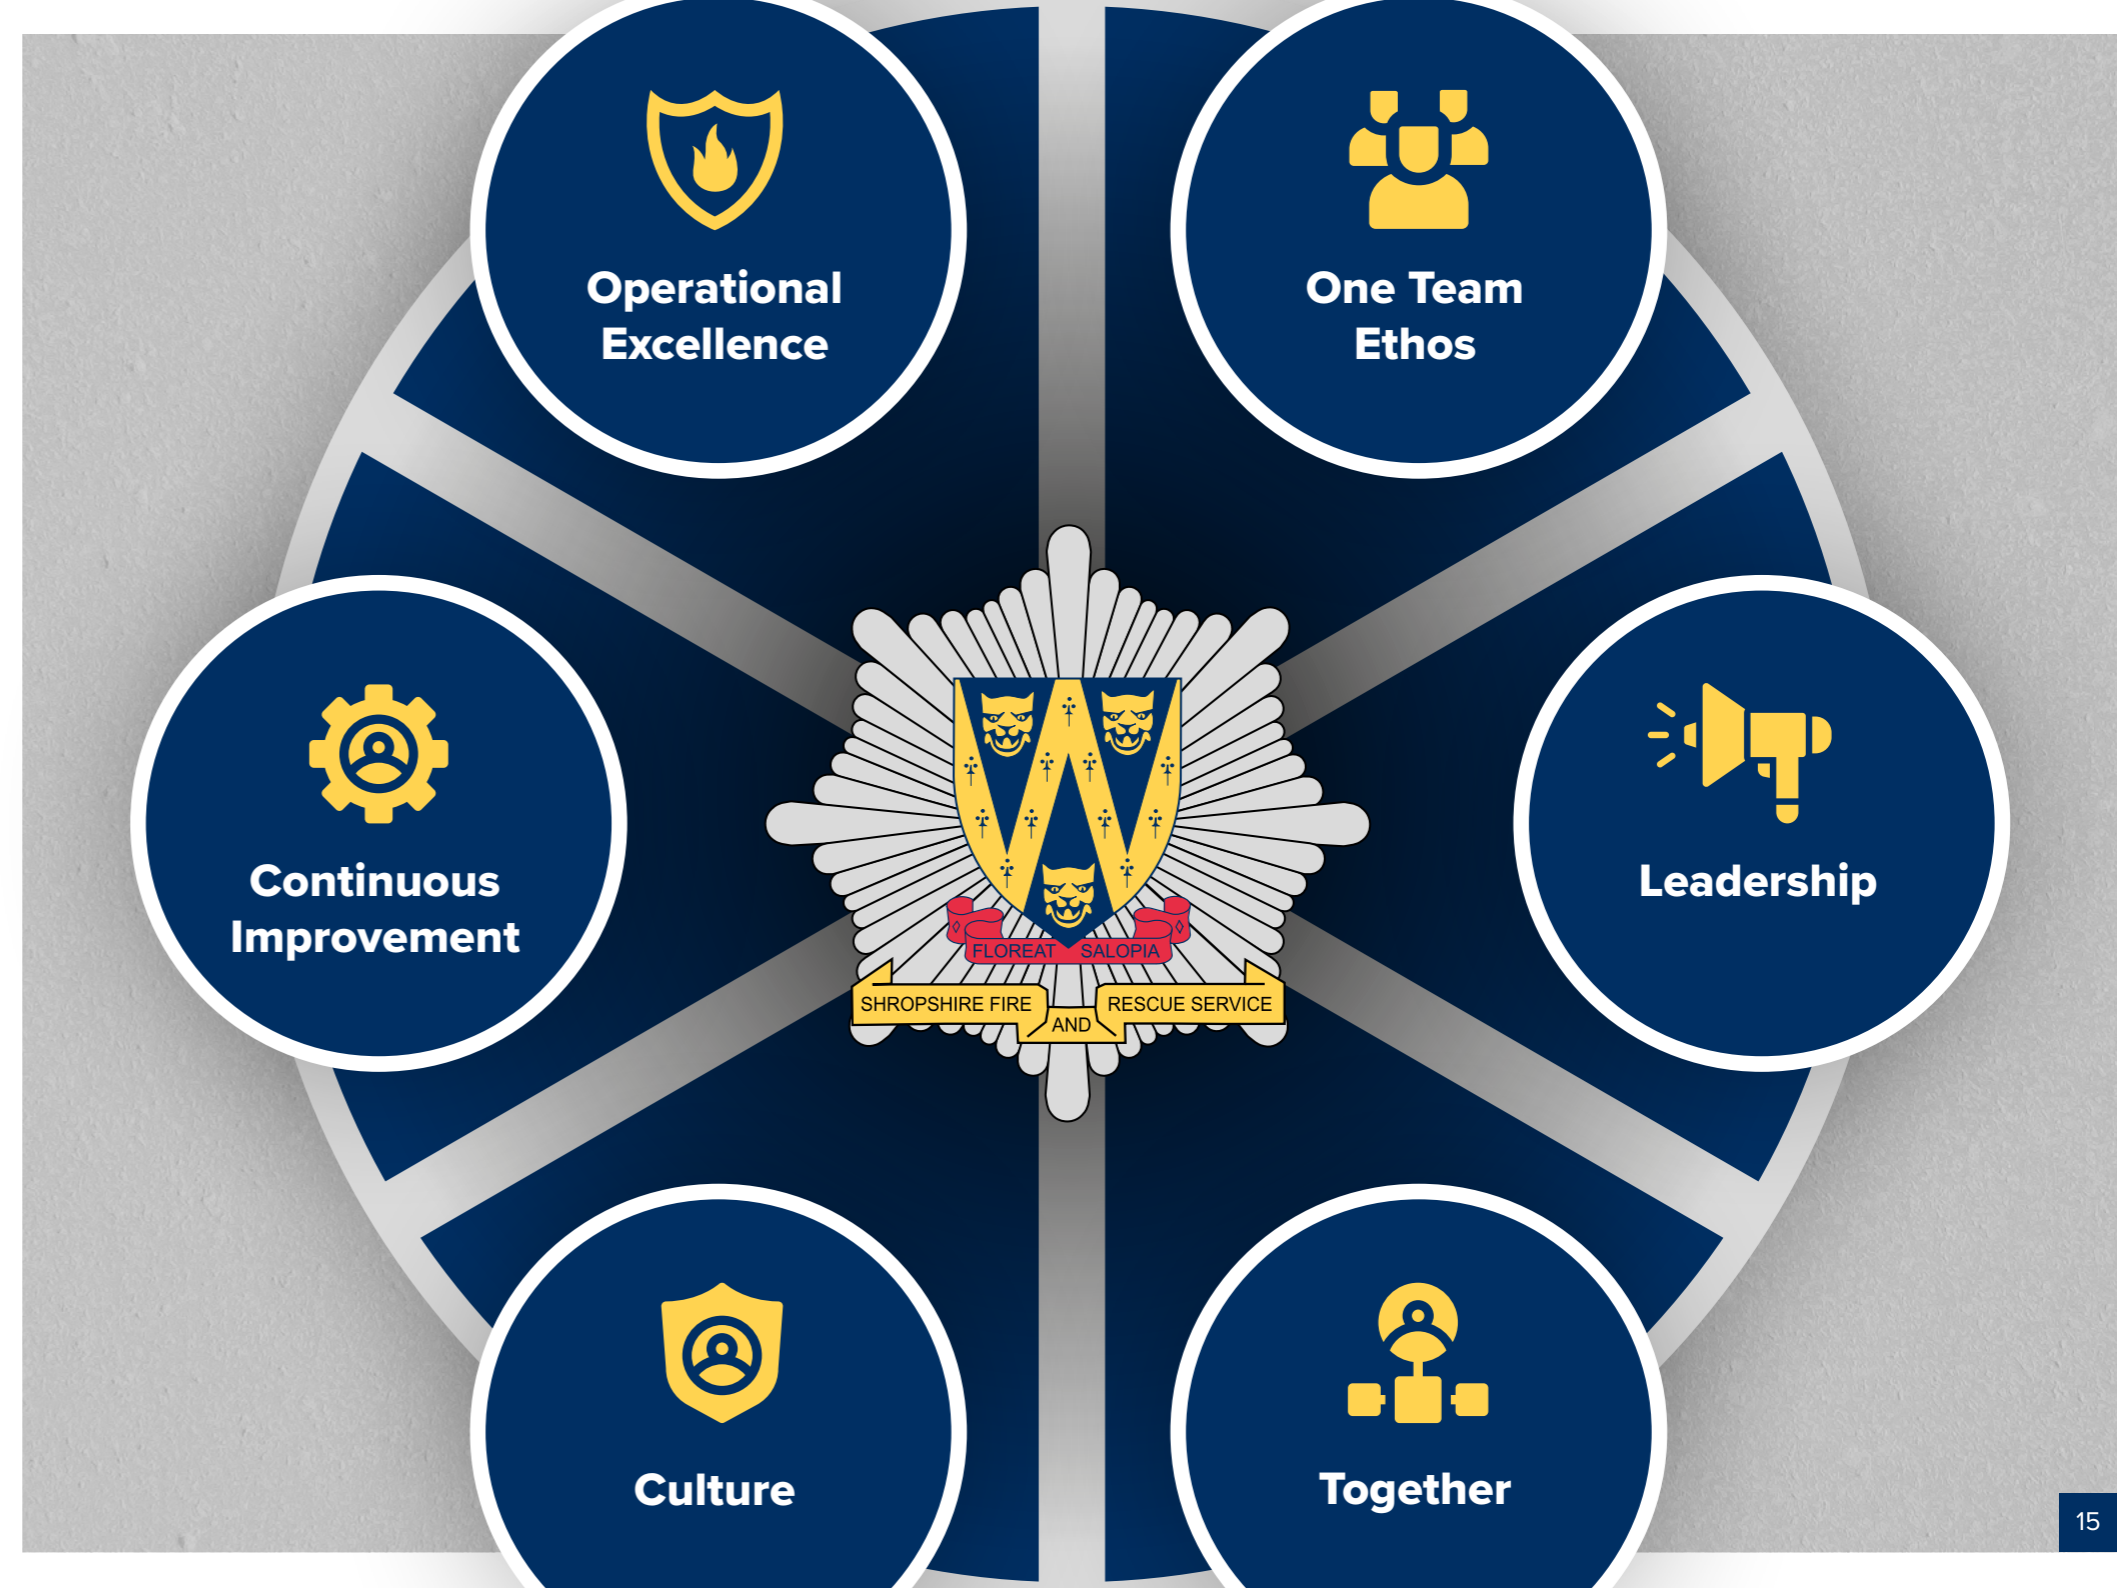 Operational
Excellence
One Team
Ethos
Continuous
Improvement
Leadership
FLOREAT SALOPIA
SHROPSHIRE FIRE
AND
RESCUE SERVICE
Culture
Together
15